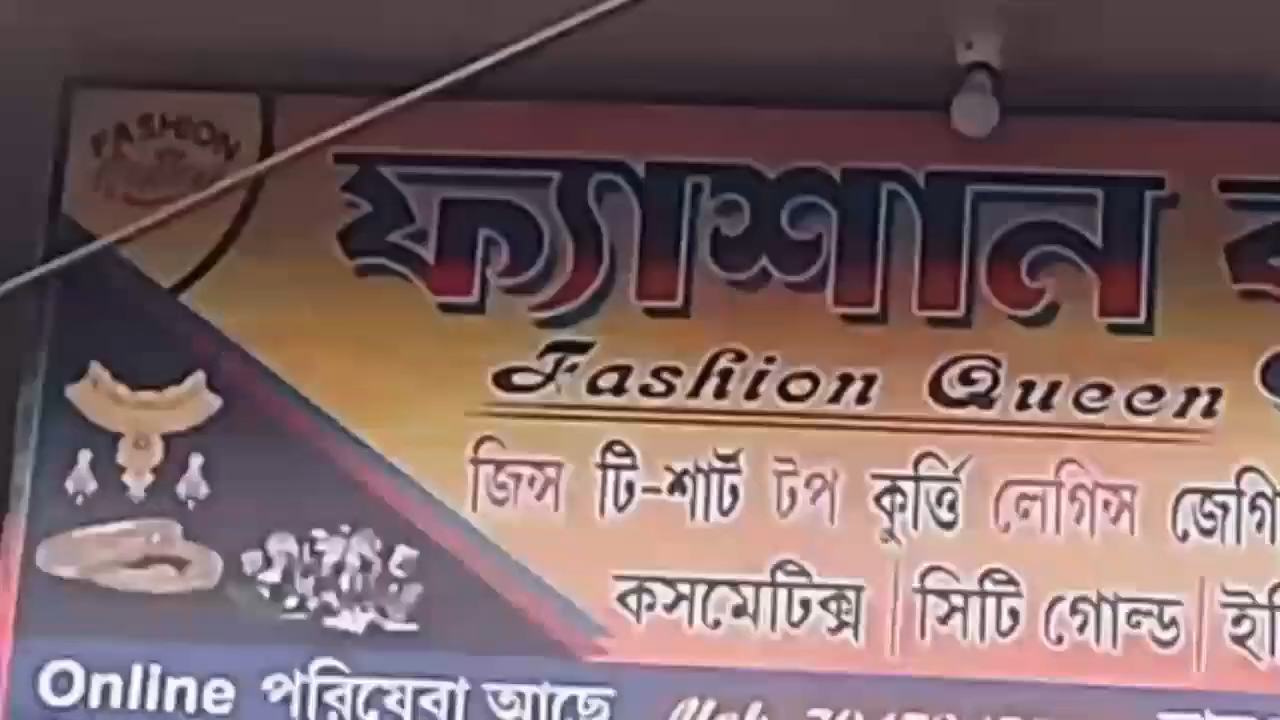 FASHION
ফ্যাশান
Fashion Queen
জিন্স টি-শার্ট টপ কুর্ত্তি লেগিন্স
কসমেটিক্স | সিটি গোল্ড |
Online পরিষেবা আছে